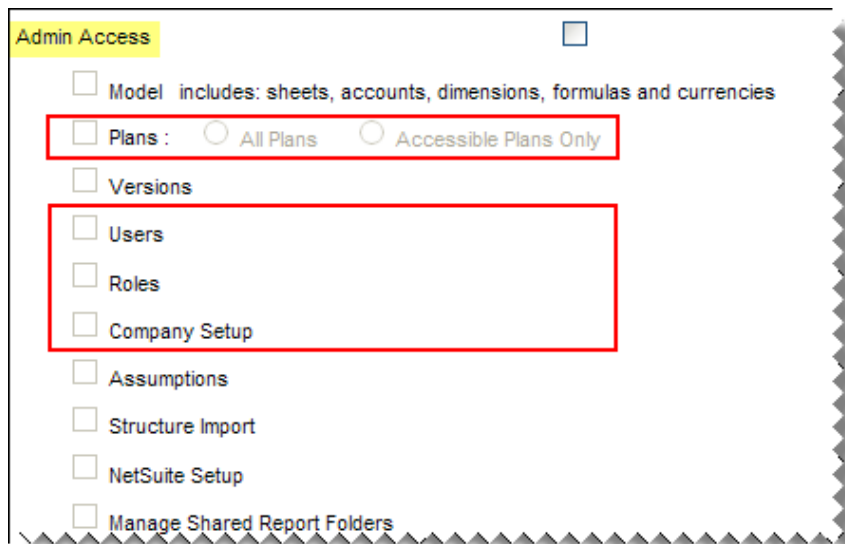 Admin Access
Model includes: sheets, accounts, dimensions, formulas and currencies
Plans : All Plans Accessible Plans Only
Versions
Users
Roles
Company Setup
Assumptions
Structure Import
NetSuite Setup
Manage Shared Report Folders